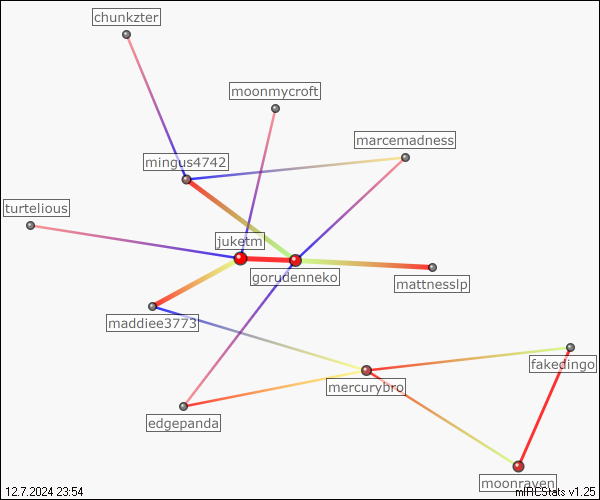 chunkzter
moonmycroft
marcemadness
mingus4742
turtelious
juketm
gorudenneko
mattnesslp
maddiee3773
fakedingo
mercurybro
edgepanda
moonraven
12.7.2024 23:54
mIRCStats v1.25